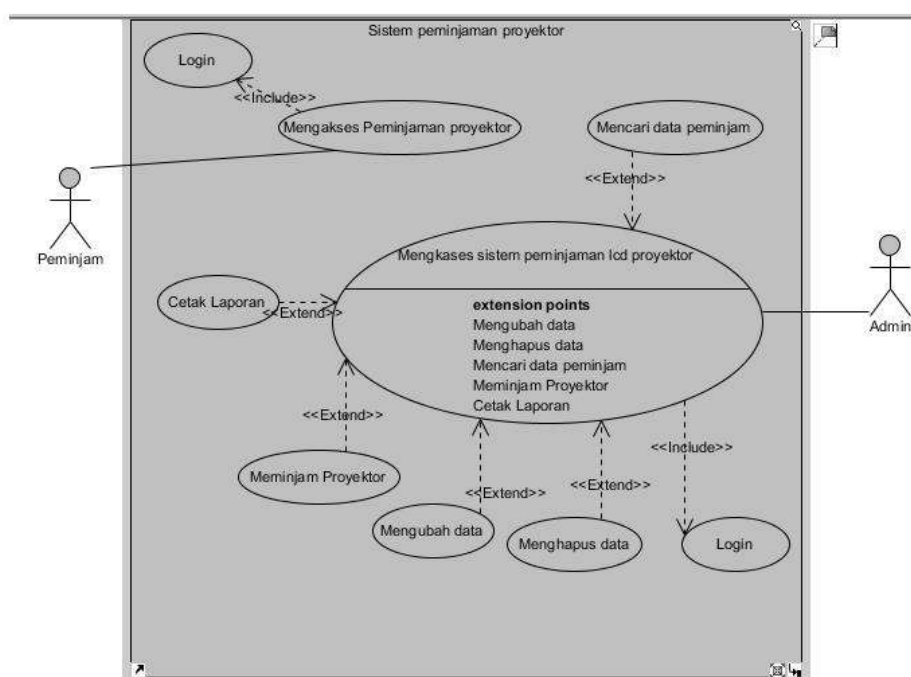 Sistem peminjaman proyektor
Login
<<Include>>
Mengakses Peminjaman proyektor
Mencari data peminjam
<<Extend>>
Peminjam
Mengkases sistem peminjaman lcd proyektor
Cetak Laporan
<<Extend>>
extension points
Mengubah data
Menghapus data
Mencari data peminjam
Meminjam Proyektor
Cetak Laporan
Admin
<<Extend>>
<<Include>>
Meminjam Proyektor
<<Extend>>
<<Extend>>
Mengubah data
Menghapus data
Login